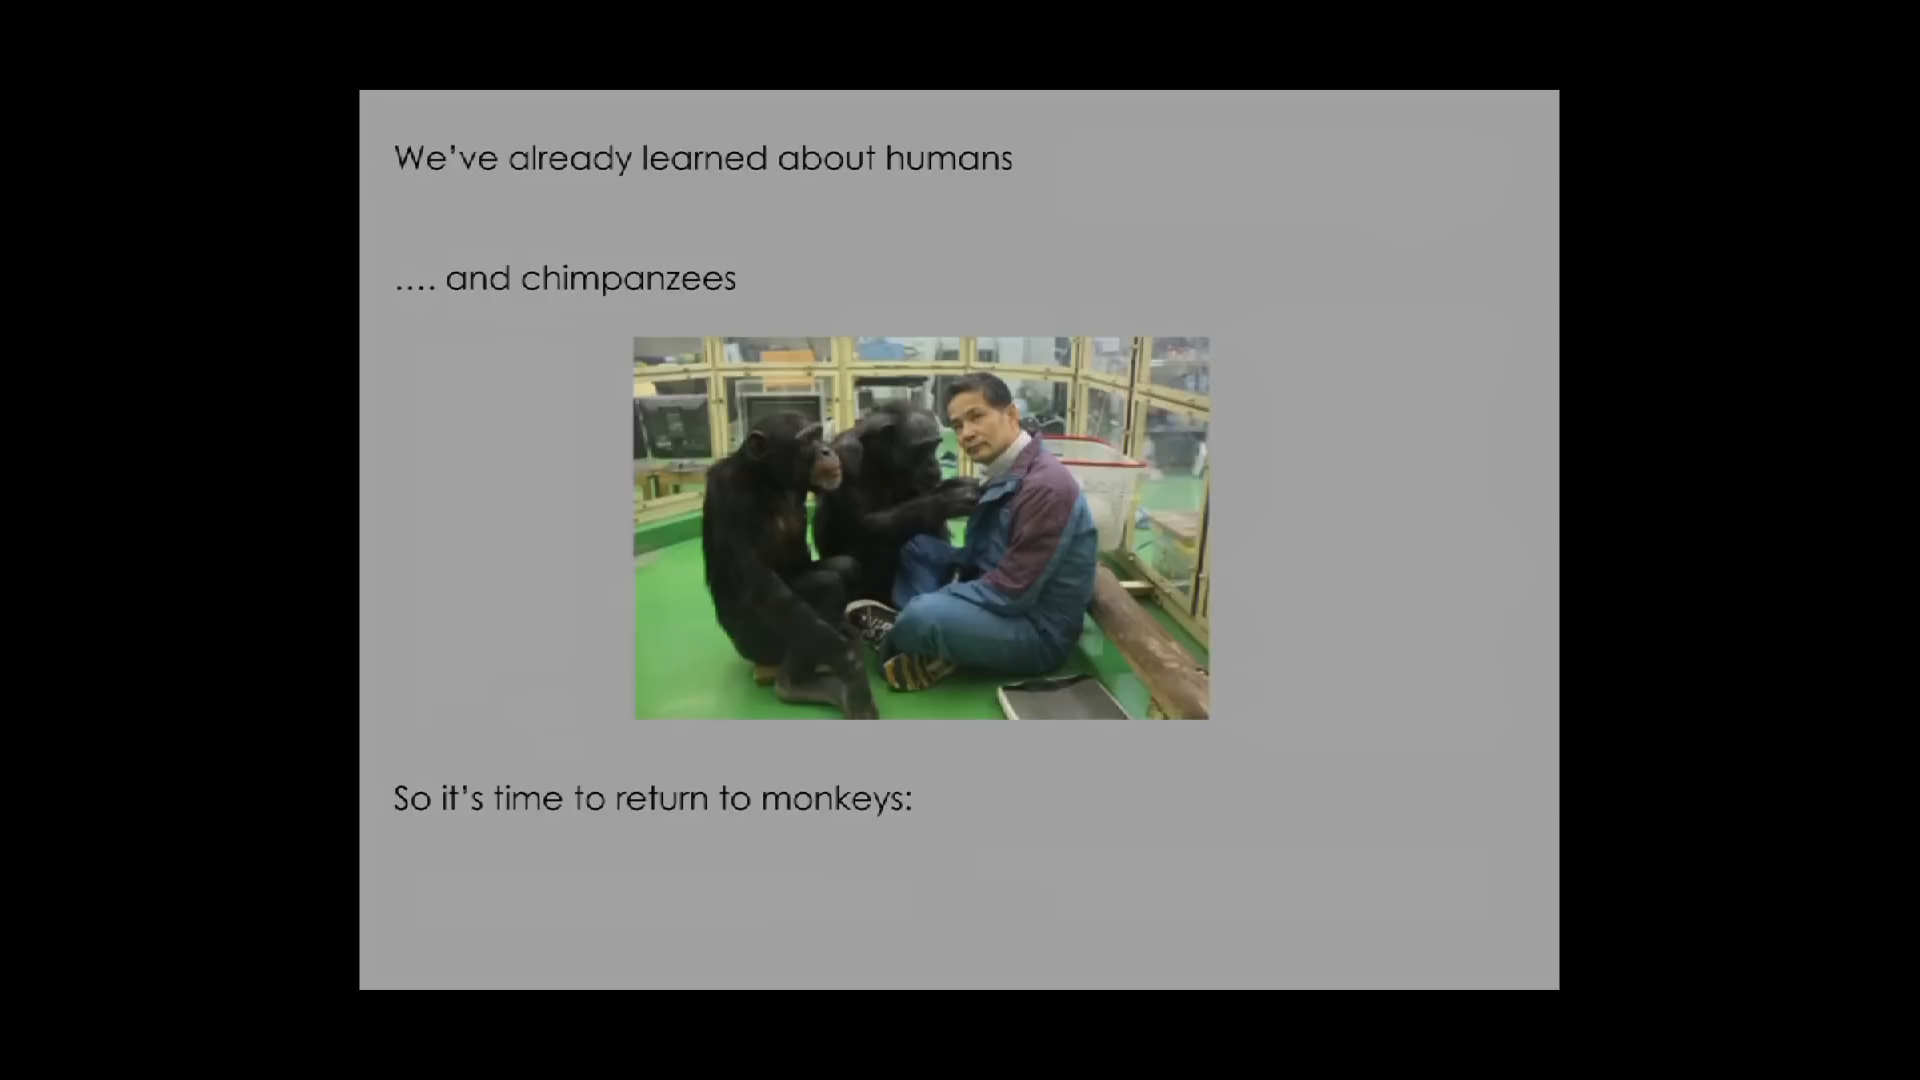 We’ve already learned about humans
.... and chimpanzees
So it’s time to return to monkeys: